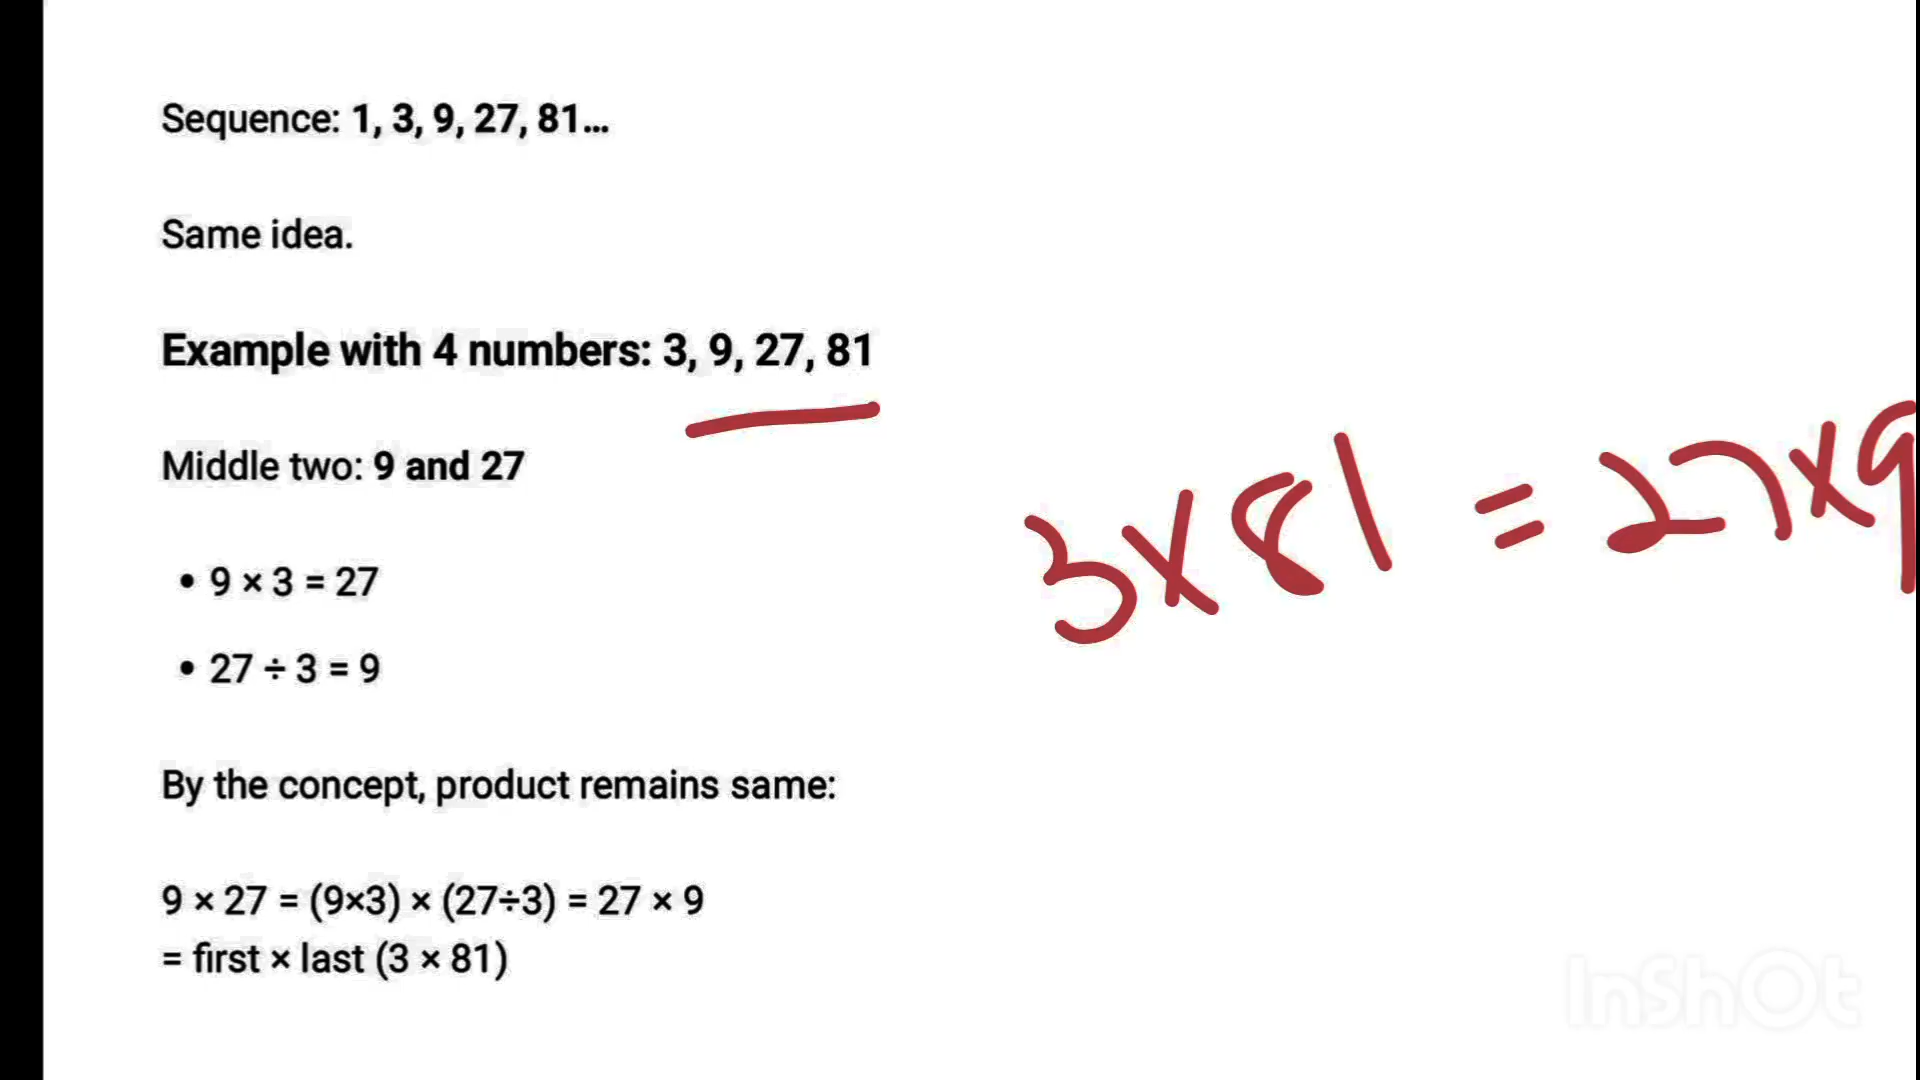 Sequence: 1, 3, 9, 27, 81...
Same idea.
Example with 4 numbers: 3, 9, 27, 81
Middle two: 9 and 27
• 9 × 3 = 27
• 27 ÷ 3 = 9
3x81 = 27x9
By the concept, product remains same:
9 × 27 = (9×3) × (27÷3) = 27 × 9
= first × last (3 × 81)
InShOt